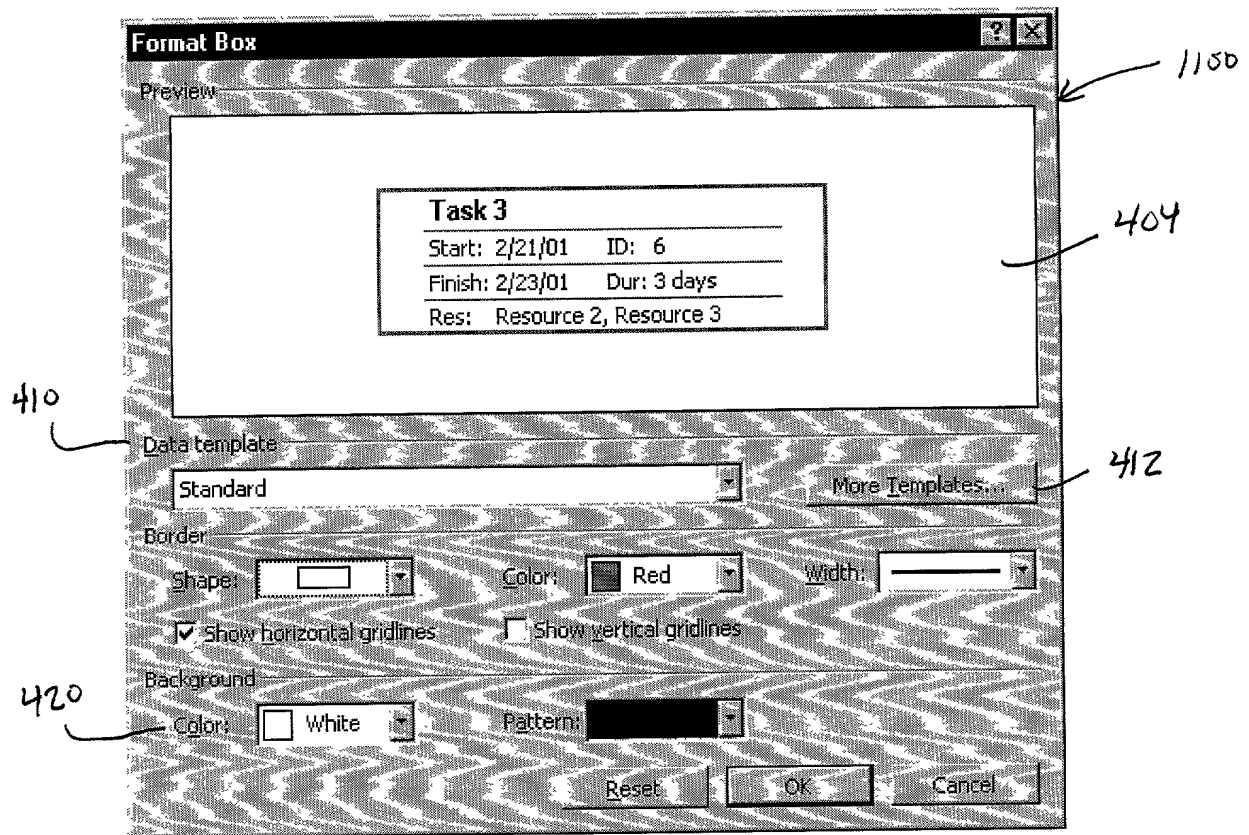 Format Box
1100
Preview
Task 3
Start: 2/21/01 ID: 6
Finish: 2/23/01 Dur: 3 days
Res: Resource 2, Resource 3
404
410
Data template
Standard
More Templates...
412
Border
Shape:
Color: Red
Width:
Show horizontal gridlines
Show vertical gridlines
Background
420
Color: White
Pattern:
Reset
OK
Cancel